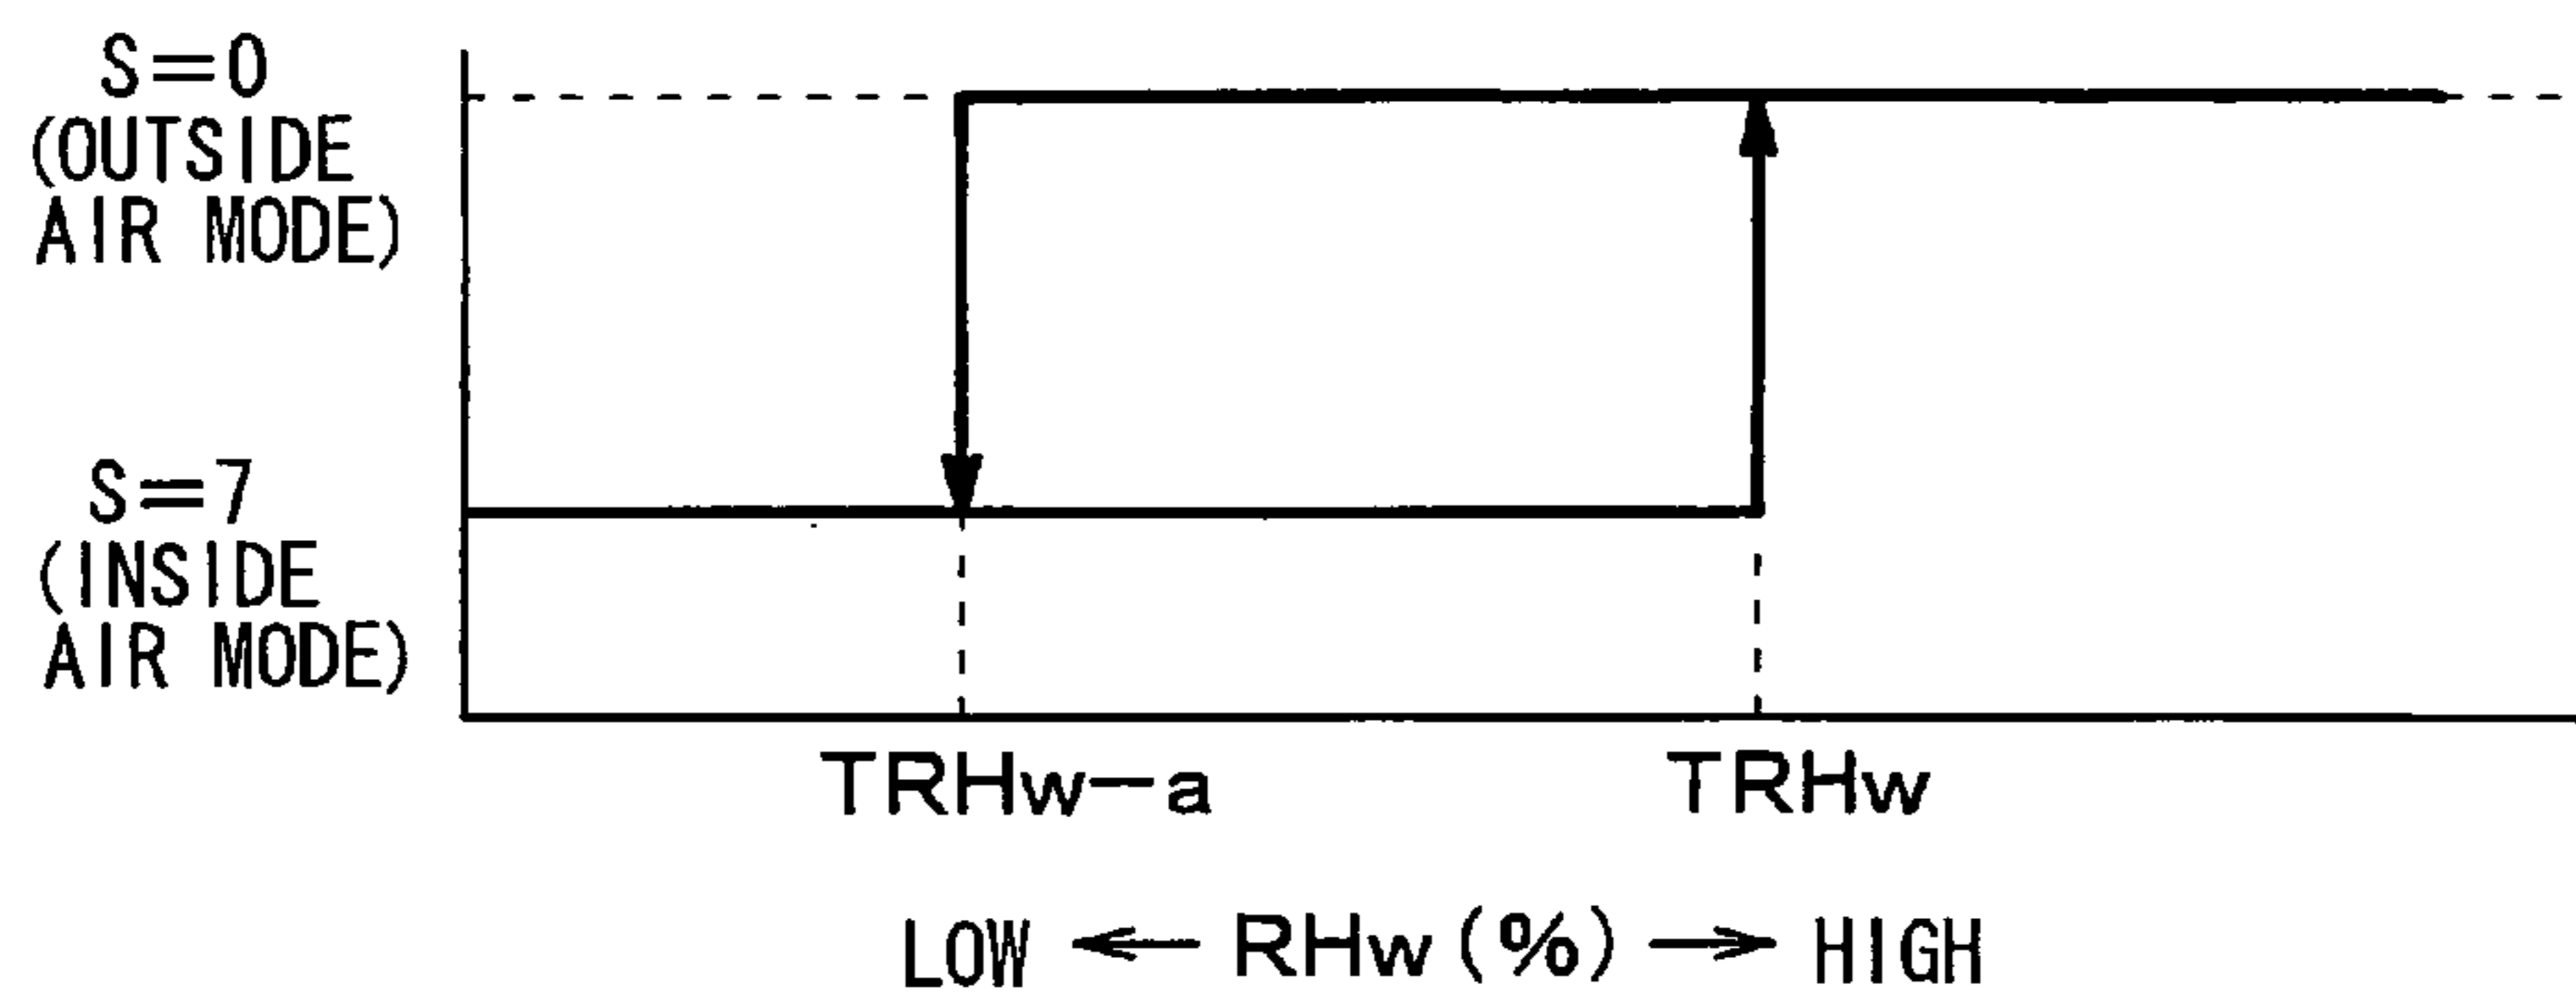 S=0
(OUTSIDE
AIR MODE)
S=7
(INSIDE
AIR MODE)
TRHw-a
TRHw
LOW ← RHw (%) → HIGH